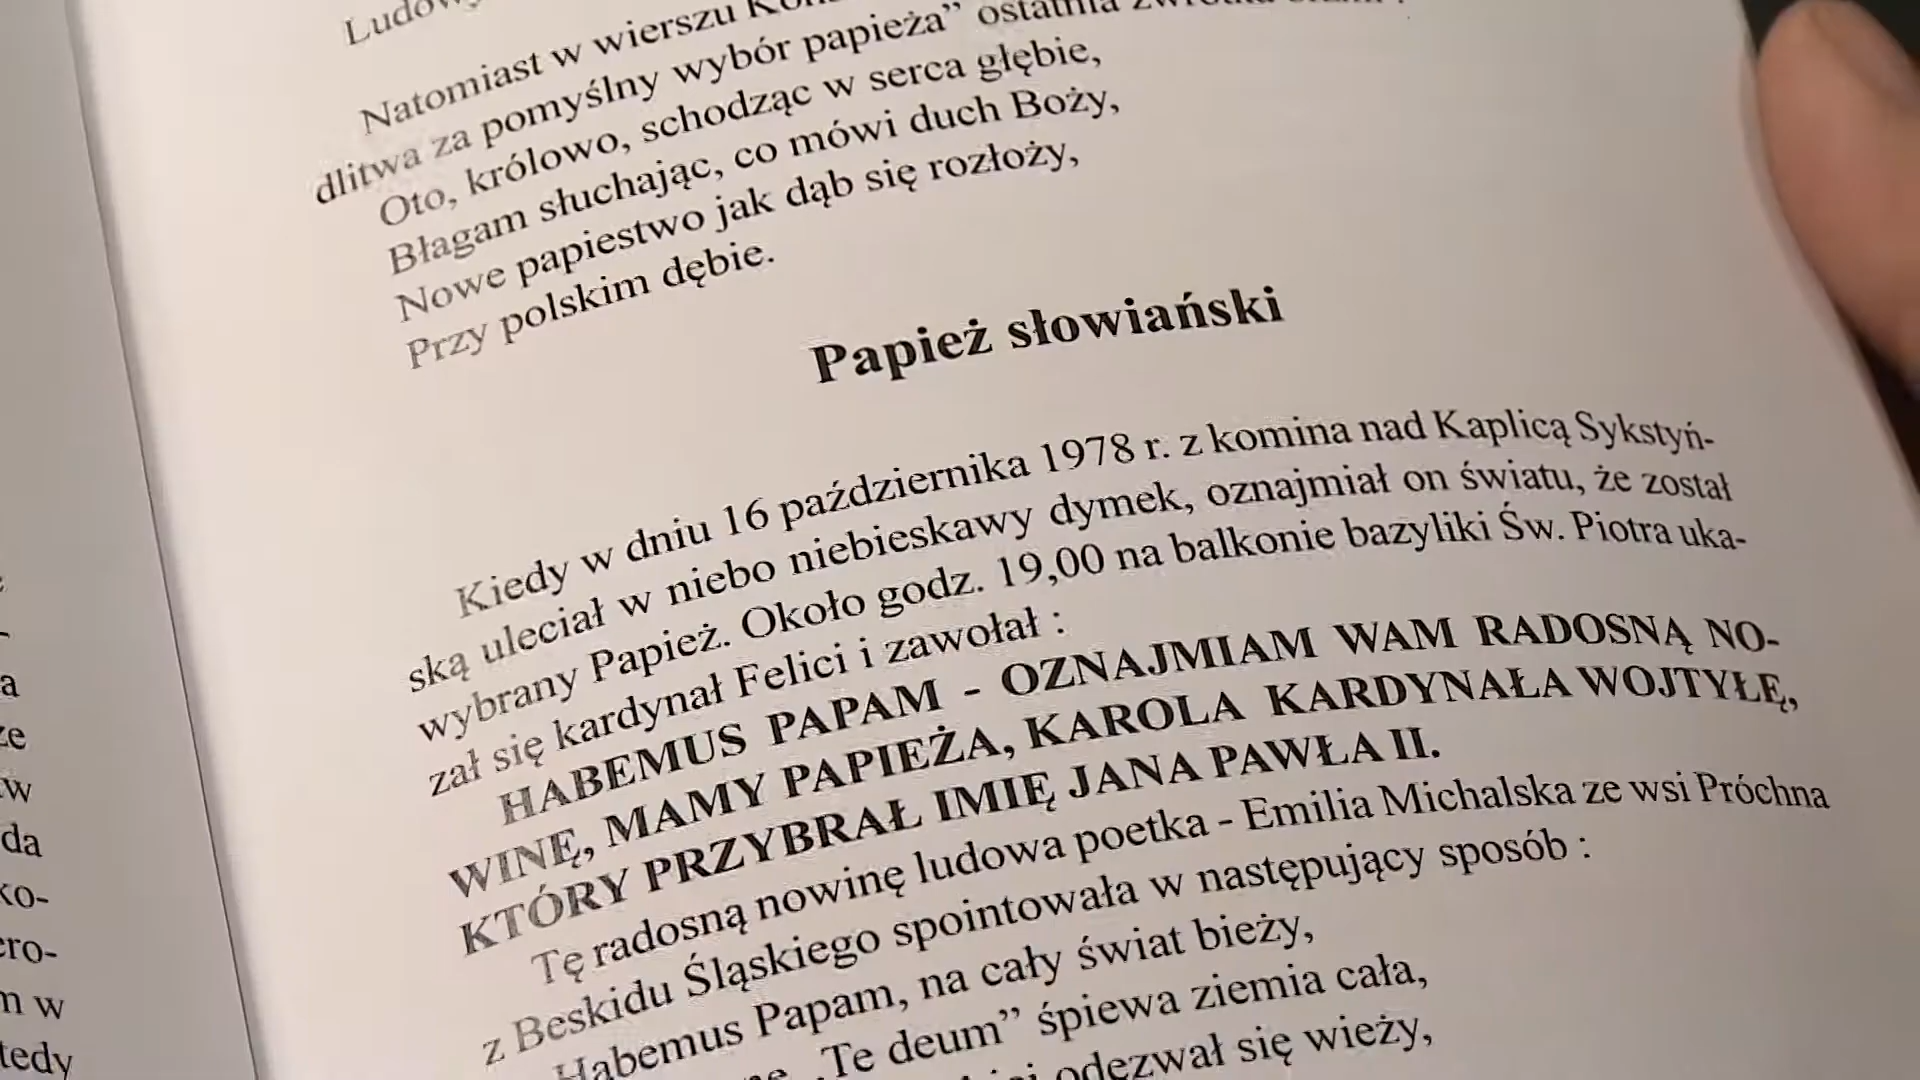 Natomiast w wierszu
dlitwa za pomyślny wybór papieża” ostatnia
Oto, królowo, schodząc w serca głębie,
Błagam słuchając, co mówi duch Boży,
Nowe papiestwo jak dąb się rozłoży,
Przy polskim dębie.
Papież słowiański
Kiedy w dniu 16 października 1978 r. z komina nad Kaplicą Sykstyń-
ską uleciał w niebo niebieskawy dymek, oznajmiał on światu, że został
wybrany Papież. Około godz. 19,00 na balkonie bazyliki Św. Piotra uka-
zał się kardynał Felici i zawołał :
HABEMUS PAPAM - OZNAJMIAM WAM RADOSNĄ NO-
WINĘ, MAMY PAPIEŻA, KAROLA KARDYNAŁA WOJTYŁĘ,
KTÓRY PRZYBRAŁ IMIĘ JANA PAWŁA II.
Tę radosną nowinę ludowa poetka - Emilia Michalska ze wsi Próchna
z Beskidu Śląskiego spointowała w następujący sposób :
Habemus Papam, na cały świat bieży,
„Te deum” śpiewa ziemia cała,
odezwał się wieży,